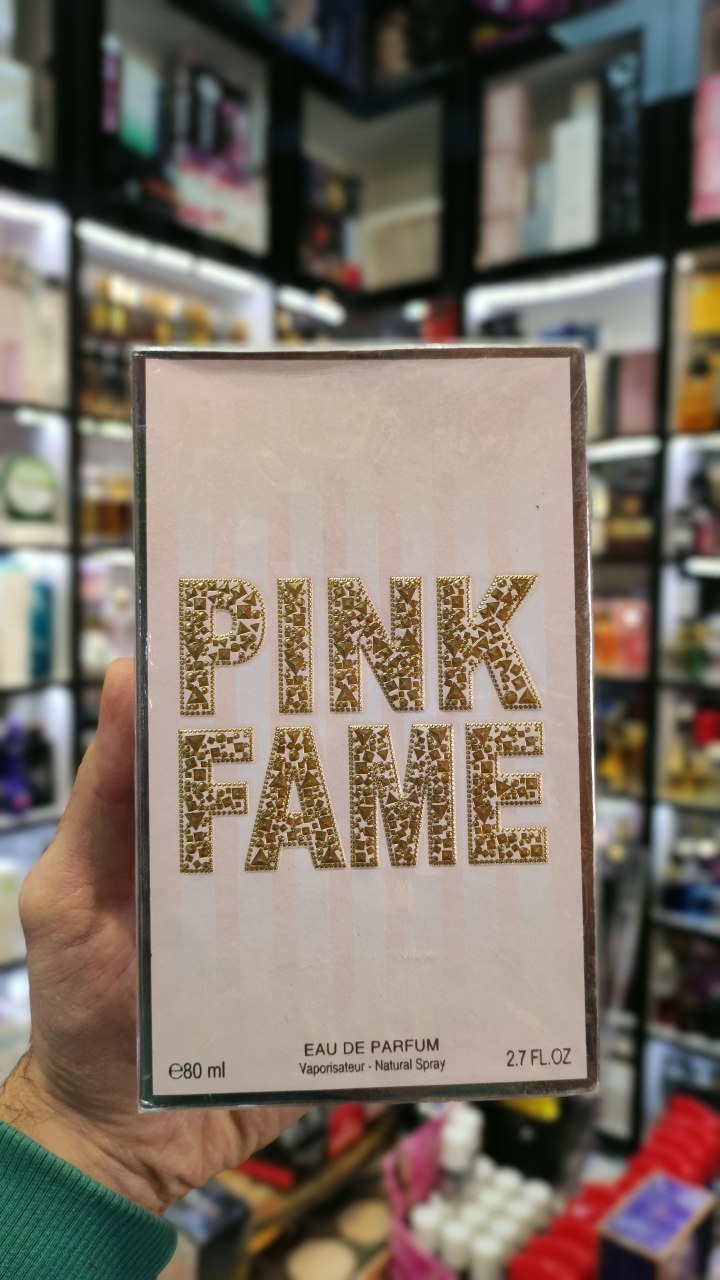 PINK
FAME
EAU DE PARFUM
Vaporisateur - Natural Spray
℮80 ml
2.7 FL.OZ